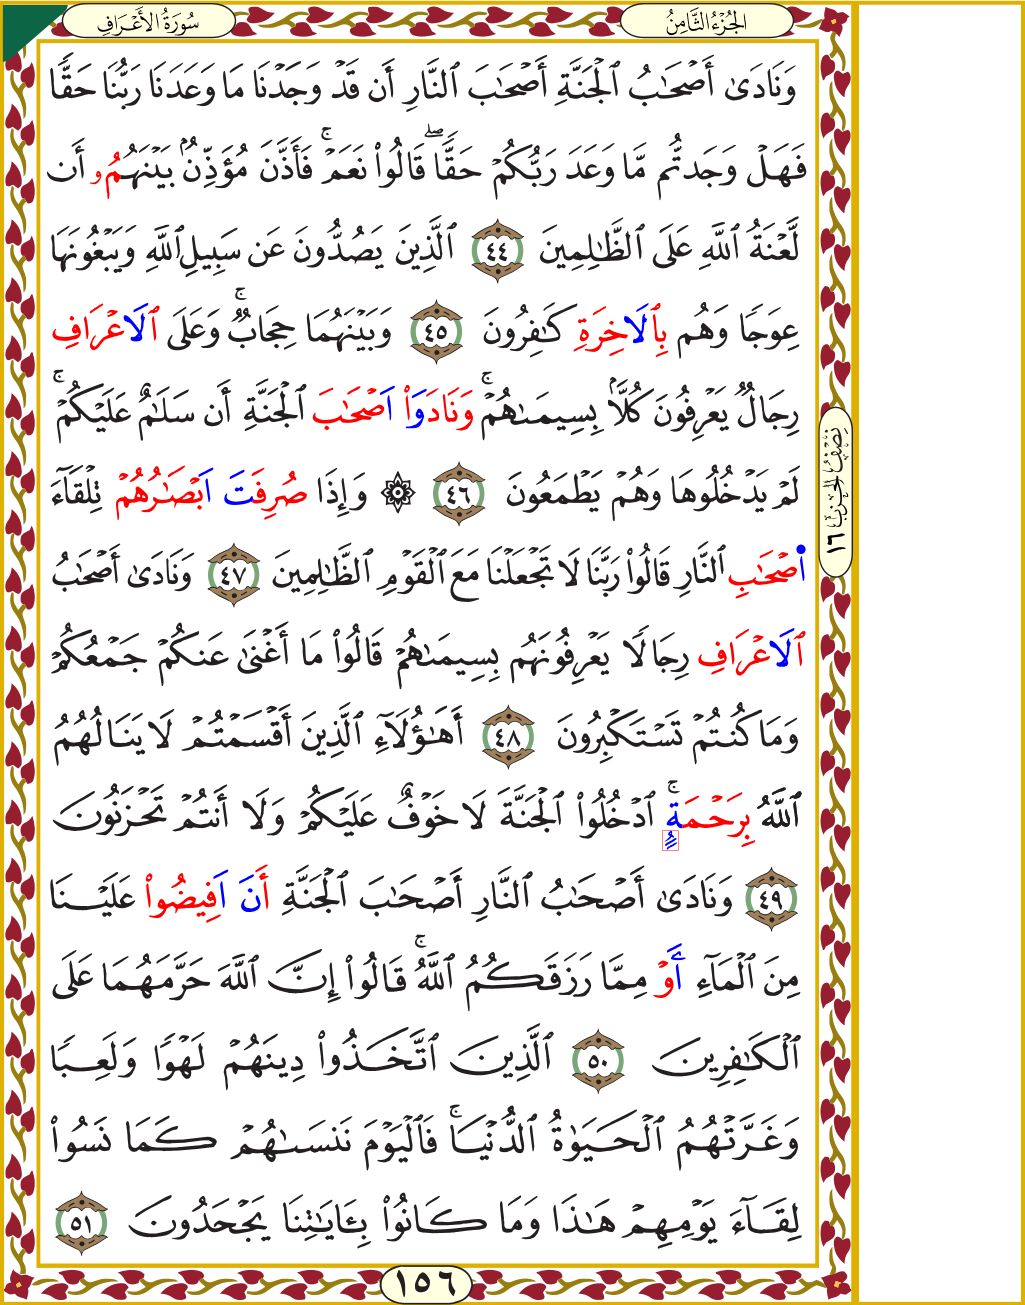 سُورَةُ الأَعْرَافِ
الجُزْءُ الثَّامِنُ
وَنَادَىٰ أَصْحَـٰبُ ٱلْجَنَّةِ أَصْحَـٰبَ ٱلنَّارِ أَن قَدْ وَجَدْنَا مَا وَعَدَنَا رَبُّنَا حَقًّا
فَهَلْ وَجَدتُّم مَّا وَعَدَ رَبُّكُمْ حَقًّاۖ قَالُوا۟ نَعَمْۚ فَأَذَّنَ مُؤَذِّنٌۢ بَيْنَهُمُۥ أَن
لَّعْنَةُ ٱللَّهِ عَلَى ٱلظَّـٰلِمِينَ ٤٤ ٱلَّذِينَ يَصُدُّونَ عَن سَبِيلِ ٱللَّهِ وَيَبْغُونَهَا
عِوَجًا وَهُم بِٱلَاخِرَةِ كَـٰفِرُونَ ٤٥ وَبَيْنَهُمَا حِجَابٌۚ وَعَلَى ٱلَاعْرَافِ
رِجَالٌ يَعْرِفُونَ كُلًّۢا بِسِيمَىٰهُمْۚ وَنَادَوَا۟ اَصْحَـٰبَ ٱلْجَنَّةِ أَن سَلَـٰمٌ عَلَيْكُمْۚ
لَمْ يَدْخُلُوهَا وَهُمْ يَطْمَعُونَ ٤٦ ۞ وَإِذَا صُرِفَتَ اَبْصَـٰرُهُمْ تِلْقَآءَ
أَصْحَـٰبِ ٱلنَّارِ قَالُوا۟ رَبَّنَا لَا تَجْعَلْنَا مَعَ ٱلْقَوْمِ ٱلظَّـٰلِمِينَ ٤٧ وَنَادَىٰ أَصْحَـٰبُ
ٱلَاعْرَافِ رِجَالًا يَعْرِفُونَهُم بِسِيمَىٰهُمْ قَالُوا۟ مَا أَغْنَىٰ عَنكُمْ جَمْعُكُمْ
وَمَا كُنتُمْ تَسْتَكْبِرُونَ ٤٨ أَهَـٰٓؤُلَآءِ ٱلَّذِينَ أَقْسَمْتُمْ لَا يَنَالُهُمُ
ٱللَّهُ بِرَحْمَةٍۚ ٱدْخُلُوا۟ ٱلْجَنَّةَ لَا خَوْفٌ عَلَيْكُمْ وَلَا أَنتُمْ تَحْزَنُونَ
٤٩ وَنَادَىٰ أَصْحَـٰبُ ٱلنَّارِ أَصْحَـٰبَ ٱلْجَنَّةِ أَنَ اَفِيضُوا۟ عَلَيْنَا
مِنَ ٱلْمَآءِ أَوْ مِمَّا رَزَقَكُمُ ٱللَّهُۚ قَالُوا۟ إِنَّ ٱللَّهَ حَرَّمَهُمَا عَلَى
ٱلْكَـٰفِرِينَ ٥٠ ٱلَّذِينَ ٱتَّخَذُوا۟ دِينَهُمْ لَهْوًا وَلَعِبًا
وَغَرَّتْهُمُ ٱلْحَيَوٰةُ ٱلدُّنْيَاۚ فَٱلْيَوْمَ نَنسَىٰهُمْ كَمَا نَسُوا۟
لِقَآءَ يَوْمِهِمْ هَـٰذَا وَمَا كَانُوا۟ بِـَٔايَـٰتِنَا يَجْحَدُونَ ٥١
نِصْفُ الحِزْبِ ١٦
١٥٦